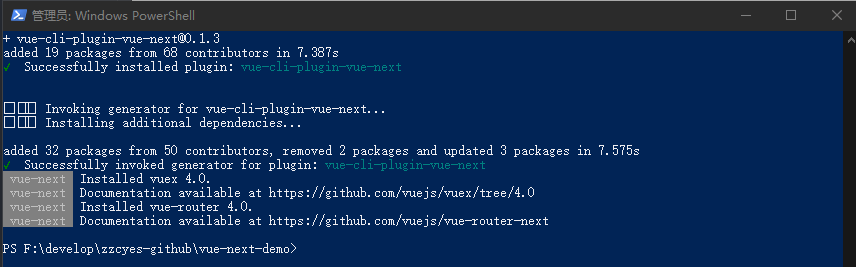 管理员: Windows PowerShell
+ vue-cli-plugin-vue-next@0.1.3
added 19 packages from 68 contributors in 7.387s
✔  Successfully installed plugin: vue-cli-plugin-vue-next
Invoking generator for vue-cli-plugin-vue-next...
Installing additional dependencies...
added 32 packages from 50 contributors, removed 2 packages and updated 3 packages in 7.575s
✔  Successfully invoked generator for plugin: vue-cli-plugin-vue-next
vue-next  Installed vuex 4.0.
vue-next  Documentation available at https://github.com/vuejs/vuex/tree/4.0
vue-next  Installed vue-router 4.0.
vue-next  Documentation available at https://github.com/vuejs/vue-router-next
PS F:\develop\zzcyes-github\vue-next-demo>